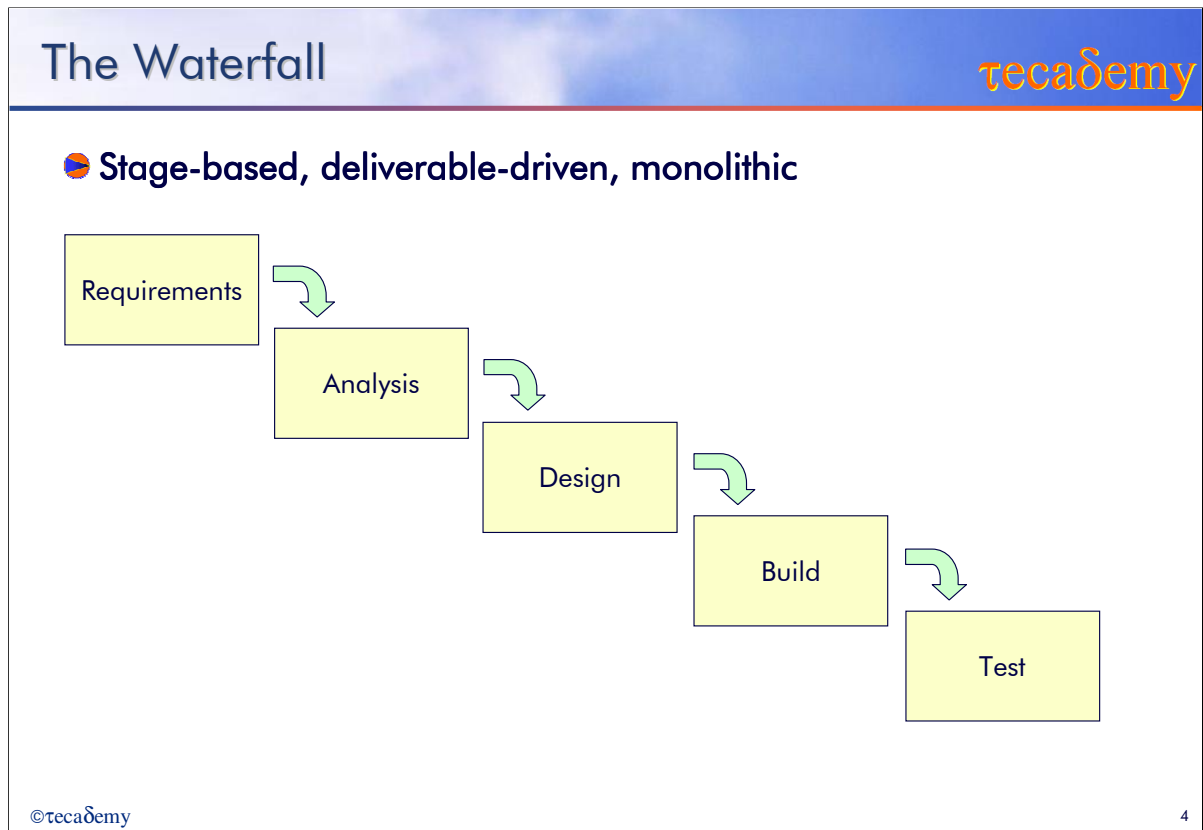 The Waterfall
τecaδemy
Stage-based, deliverable-driven, monolithic
Requirements
Analysis
Design
Build
Test
©τecaδemy
4